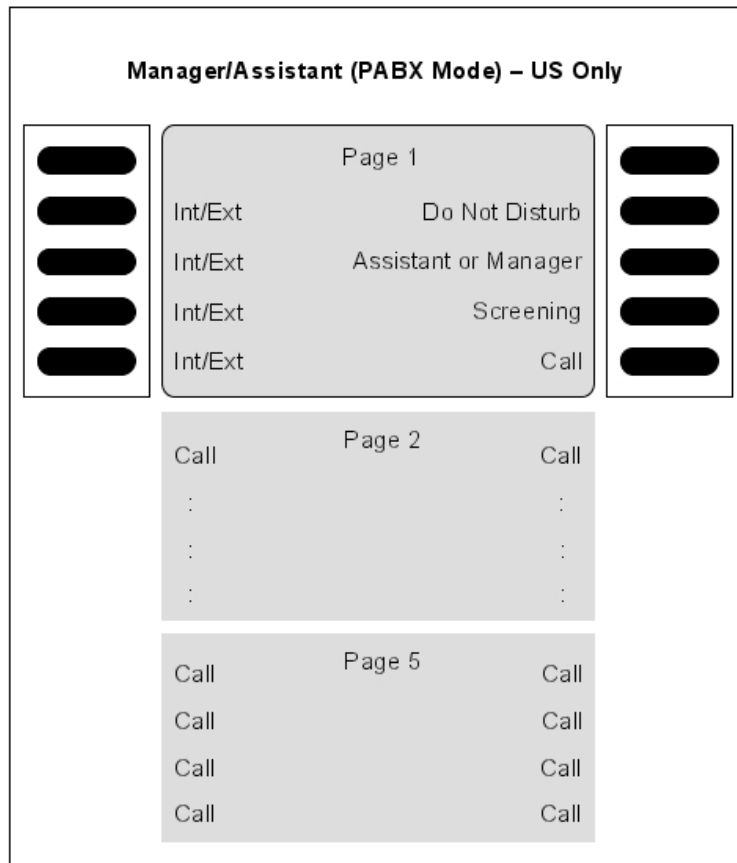 Manager/Assistant (PABX Mode) – US Only
Page 1
Int/Ext Do Not Disturb
Int/Ext Assistant or Manager
Int/Ext Screening
Int/Ext Call
Page 2
Call Call
: :
: :
: :
Page 5
Call Call
Call Call
Call Call
Call Call